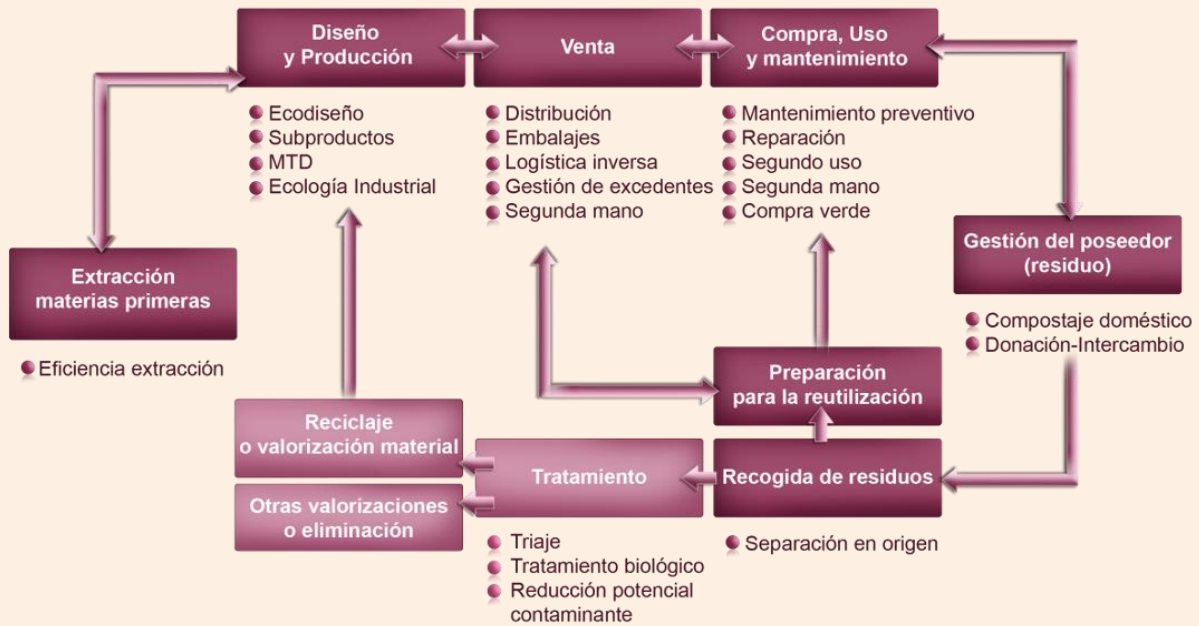 Diseño
y Producción
Venta
Compra, Uso
y mantenimiento
Ecodiseño
Subproductos
MTD
Ecología Industrial
Distribución
Embalajes
Logística inversa
Gestión de excedentes
Segunda mano
Mantenimiento preventivo
Reparación
Segundo uso
Segunda mano
Compra verde
Extracción
materias primeras
Eficiencia extracción
Gestión del poseedor
(residuo)
Compostaje doméstico
Donación-Intercambio
Preparación
para la reutilización
Reciclaje
o valorización material
Tratamiento
Recogida de residuos
Otras valorizaciones
o eliminación
Triaje
Tratamiento biológico
Reducción potencial
contaminante
Separación en origen